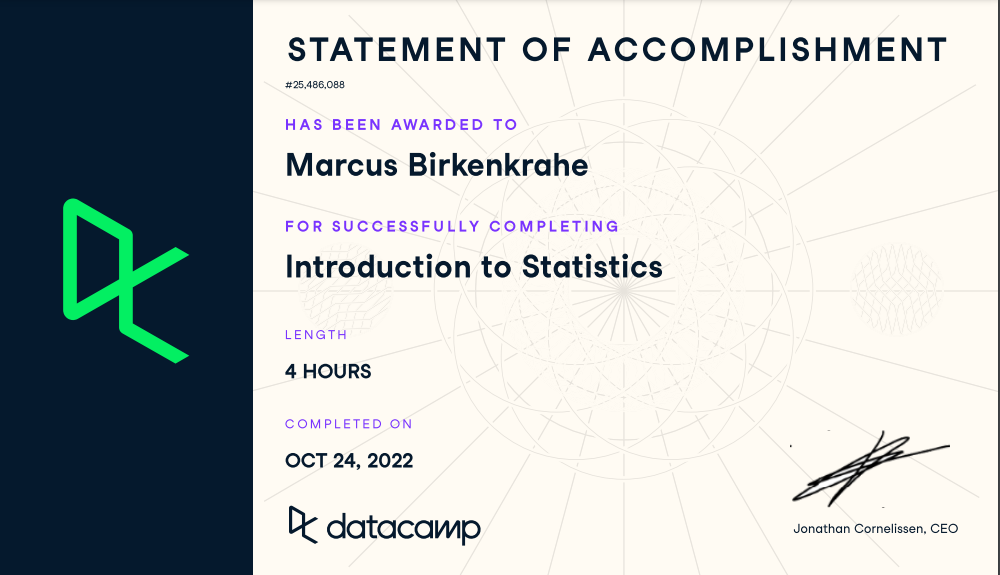 STATEMENT OF ACCOMPLISHMENT
#25,486,088
HAS BEEN AWARDED TO
Marcus Birkenkrahe
FOR SUCCESSFULLY COMPLETING
Introduction to Statistics
LENGTH
4 HOURS
COMPLETED ON
OCT 24, 2022
datacamp
Jonathan Cornelissen, CEO